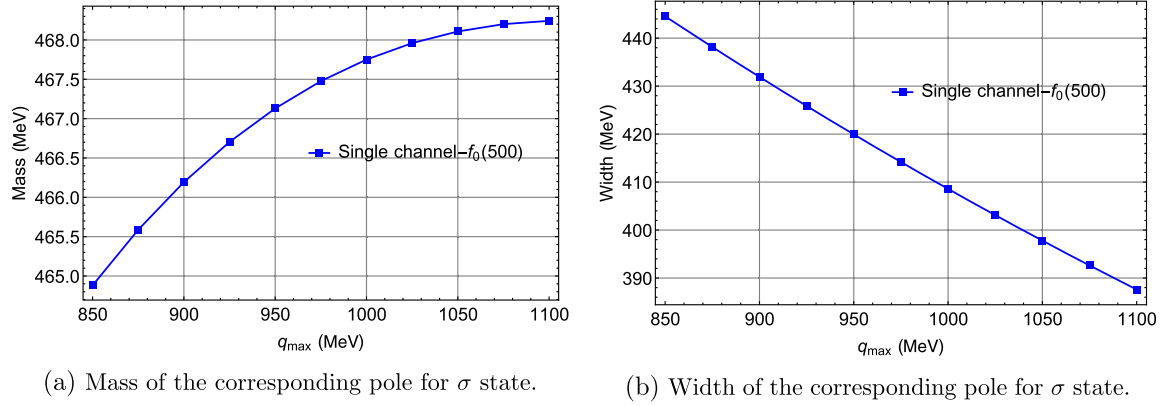 468.0
467.5
467.0
466.5
466.0
465.5
465.0
Mass (MeV)
Single channel–f₀(500)
850 900 950 1000 1050 1100
q_max (MeV)
(a) Mass of the corresponding pole for σ state.
440
430
420
410
400
390
Width (MeV)
Single channel–f₀(500)
850 900 950 1000 1050 1100
q_max (MeV)
(b) Width of the corresponding pole for σ state.